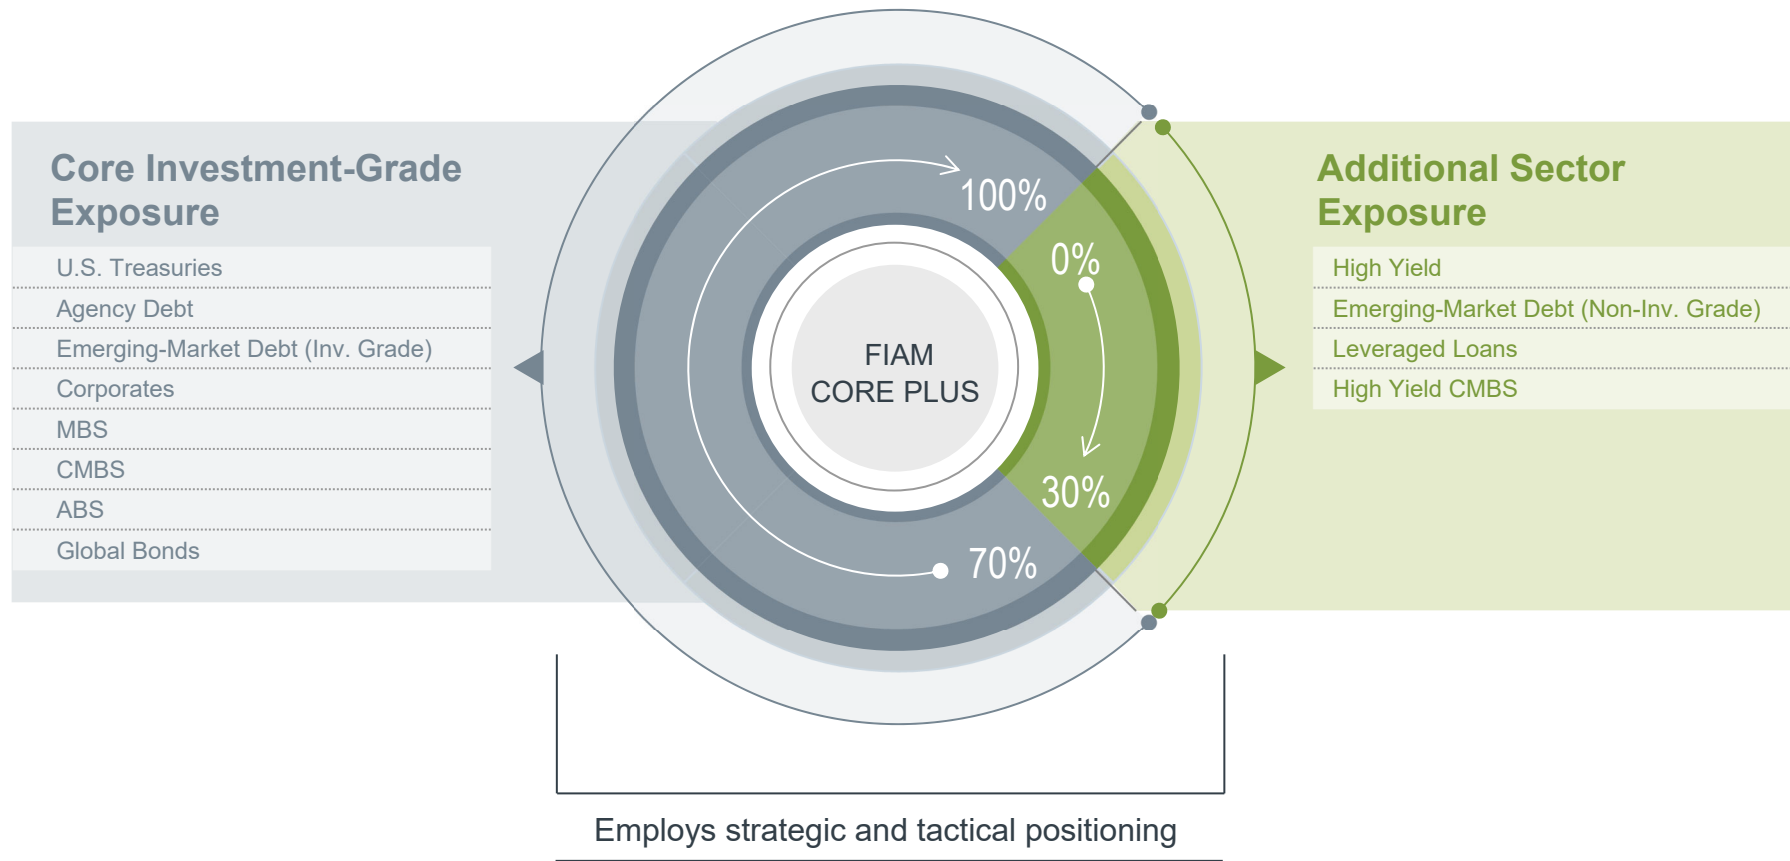 Core Investment-Grade
Exposure
U.S. Treasuries
Agency Debt
Emerging-Market Debt (Inv. Grade)
Corporates
MBS
CMBS
ABS
Global Bonds
100%
0%
FIAM
CORE PLUS
30%
70%
Additional Sector
Exposure
High Yield
Emerging-Market Debt (Non-Inv. Grade)
Leveraged Loans
High Yield CMBS
Employs strategic and tactical positioning